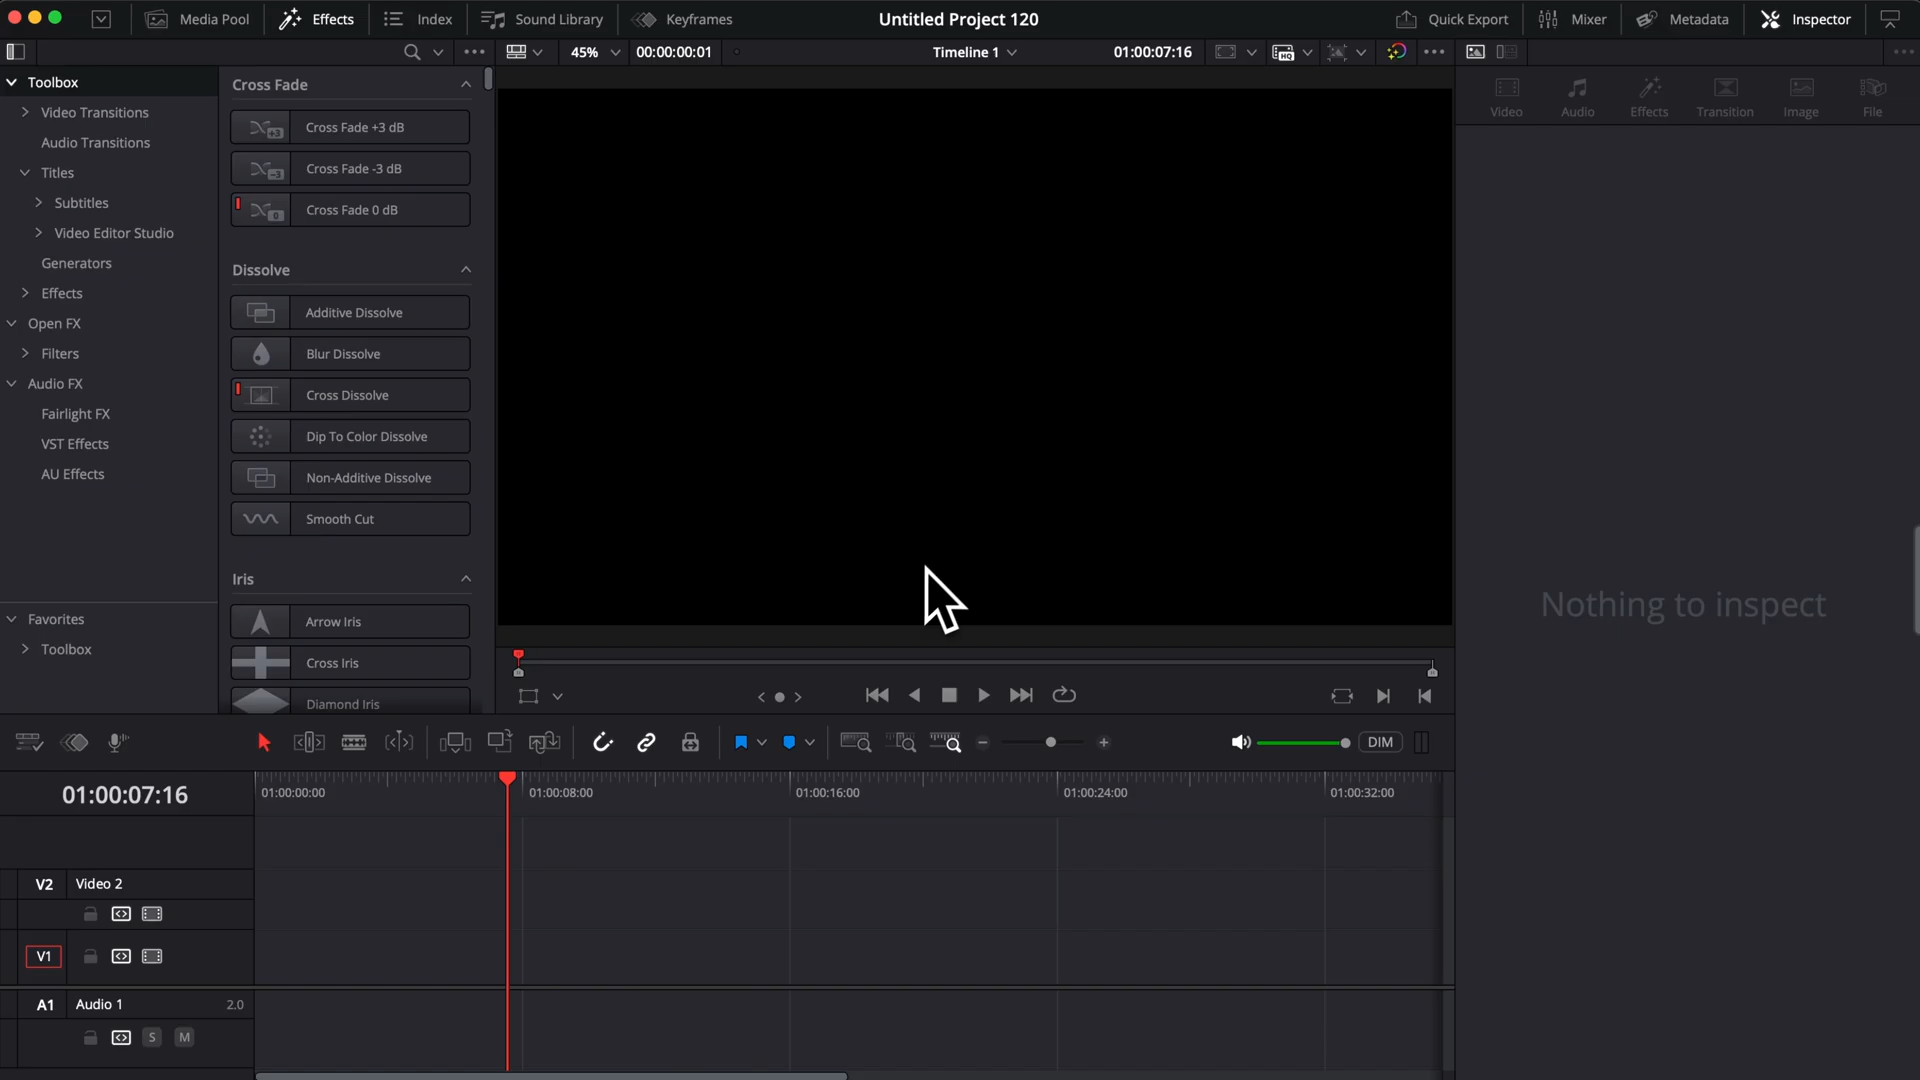 Media Pool
Effects
Index
Sound Library
Keyframes
Untitled Project 120
Quick Export
Mixer
Metadata
Inspector
45%
00:00:00:01
Timeline 1
01:00:07:16
HQ
Toolbox
Video Transitions
Audio Transitions
Titles
Subtitles
Video Editor Studio
Generators
Effects
Open FX
Filters
Audio FX
Fairlight FX
VST Effects
AU Effects
Favorites
Toolbox
Cross Fade
+3
Cross Fade +3 dB
-3
Cross Fade -3 dB
0
Cross Fade 0 dB
Dissolve
Additive Dissolve
Blur Dissolve
Cross Dissolve
Dip To Color Dissolve
Non-Additive Dissolve
Smooth Cut
Iris
Arrow Iris
Cross Iris
Diamond Iris
Video
Audio
Effects
Transition
Image
File
Nothing to inspect
DIM
01:00:07:16
01:00:00:00
01:00:08:00
01:00:16:00
01:00:24:00
01:00:32:00
V2
Video 2
V1
A1
Audio 1
2.0
S
M